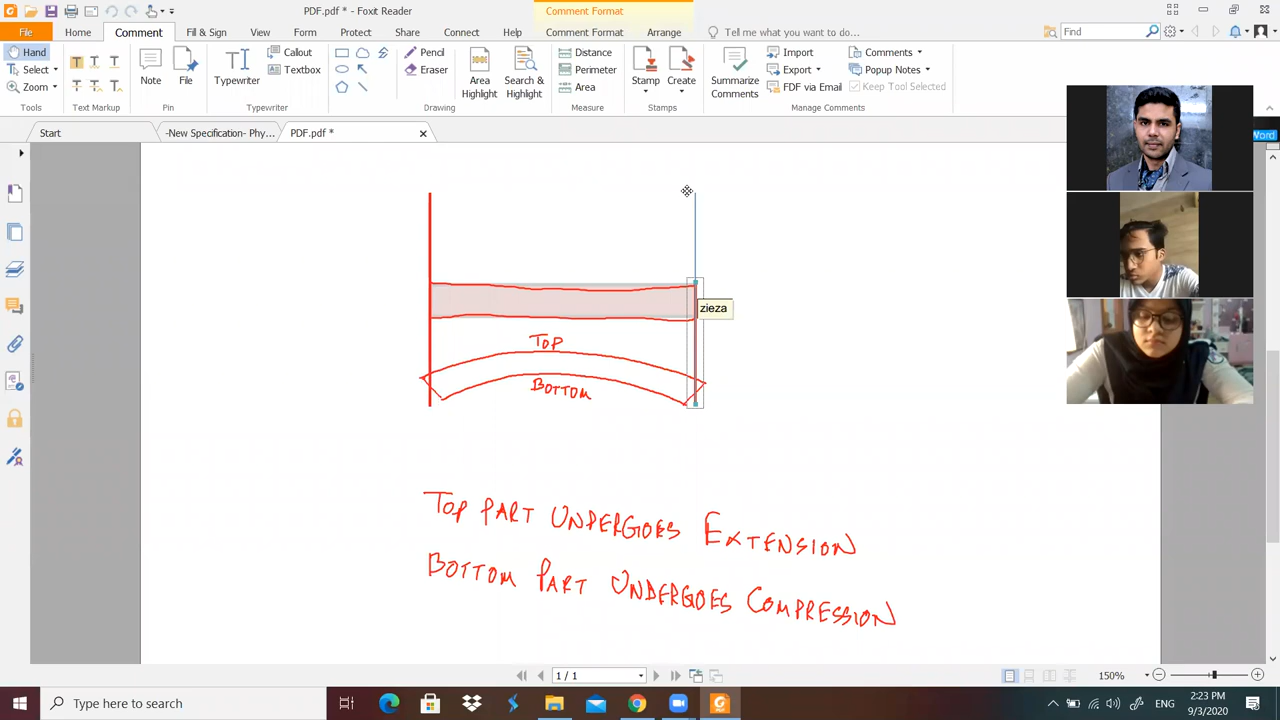 PDF.pdf * - Foxit Reader
Comment Format
File Home Comment Fill & Sign View Form Protect Share Connect Help Comment Format Arrange Tell me what you want to do... Find
Hand
Select
Zoom
Tools
Text Markup
Note
File
Pin
Typewriter
Callout
Textbox
Typewriter
Pencil
Eraser
Drawing
Area Highlight
Search & Highlight
Distance
Perimeter
Area
Measure
Stamp
Create
Stamps
Summarize Comments
Import
Export
FDF via Email
Comments
Popup Notes
Keep Tool Selected
Manage Comments
Start
-New Specification- Phy...
PDF.pdf *
Word
zieza
TOP
BOTTOM
TOP PART UNDERGOES EXTENSION
BOTTOM PART UNDERGOES COMPRESSION
1 / 1
150%
Type here to search
ENG
2:23 PM
9/3/2020